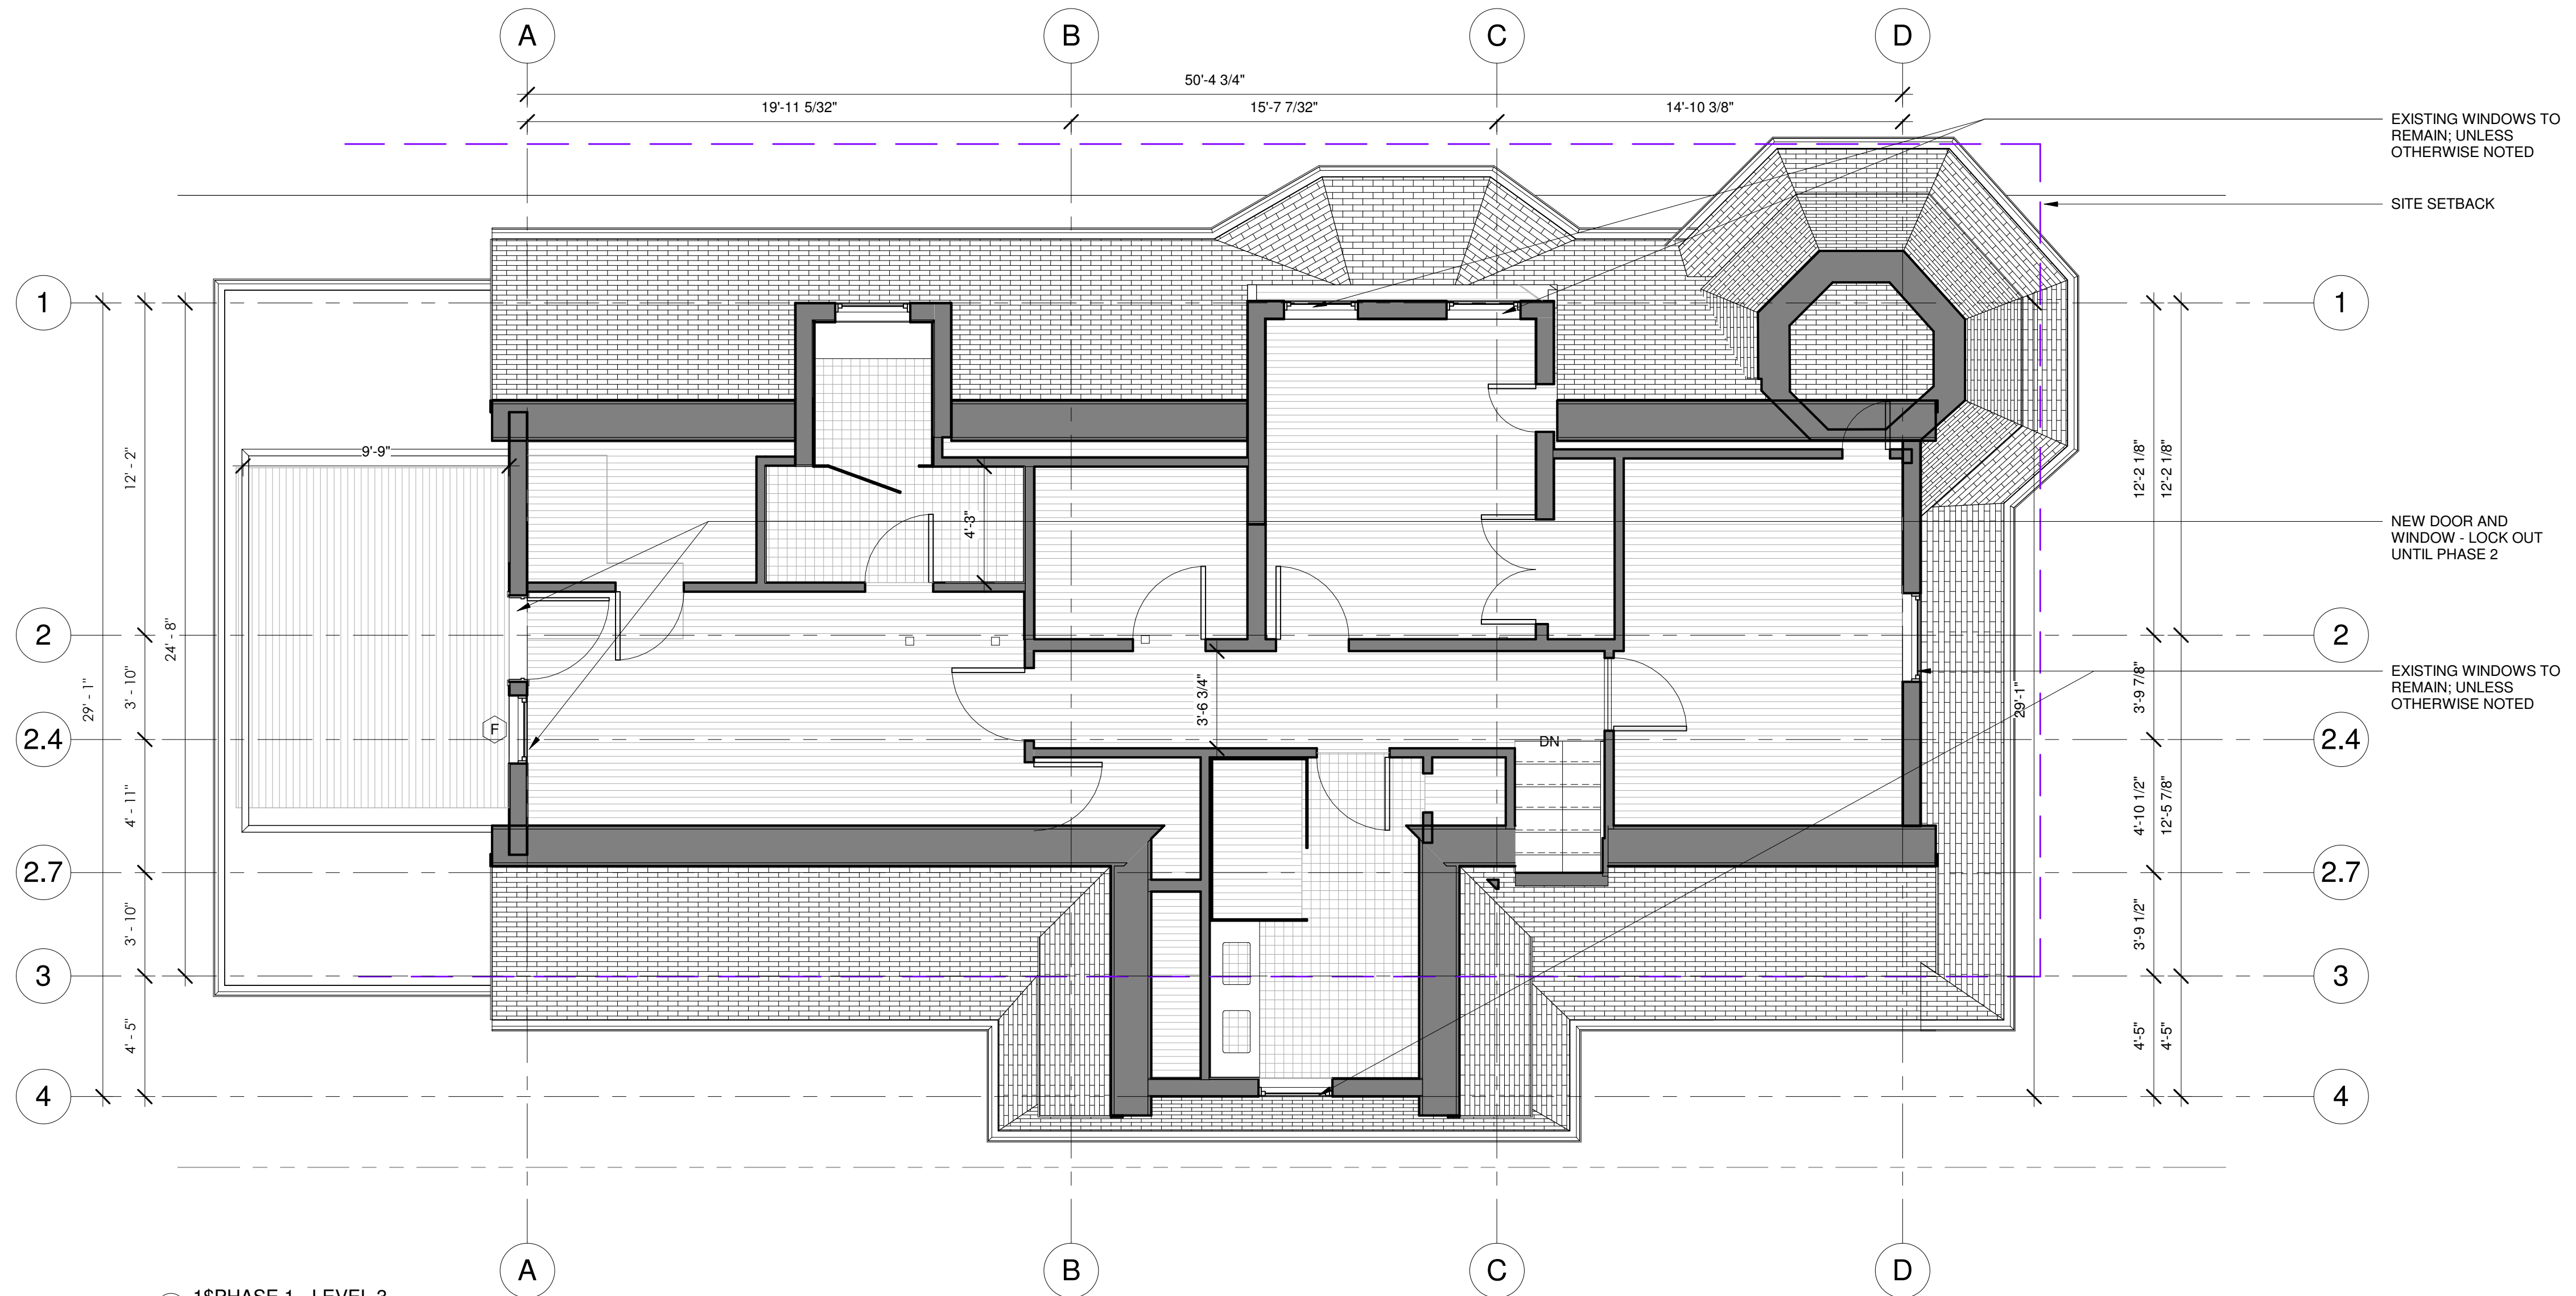 A
B
C
D
50'-4 3/4"
19'-11 5/32"
15'-7 7/32"
14'-10 3/8"
EXISTING WINDOWS TO
REMAIN; UNLESS
OTHERWISE NOTED
SITE SETBACK
1
1
9'-9"
12' - 2"
12'-2 1/8"
12'-2 1/8"
4'-3"
NEW DOOR AND
WINDOW - LOCK OUT
UNTIL PHASE 2
2
2
24' - 8"
29' - 1"
3' - 10"
3'-6 3/4"
3'-9 7/8"
29'-1"
EXISTING WINDOWS TO
REMAIN; UNLESS
OTHERWISE NOTED
F
DN
2.4
2.4
4' - 11"
4'-10 1/2"
12'-5 7/8"
2.7
2.7
3' - 10"
3'-9 1/2"
3
3
4' - 5"
4'-5"
4'-5"
4
4
A
B
C
D
1$PHASE 1 - LEVEL